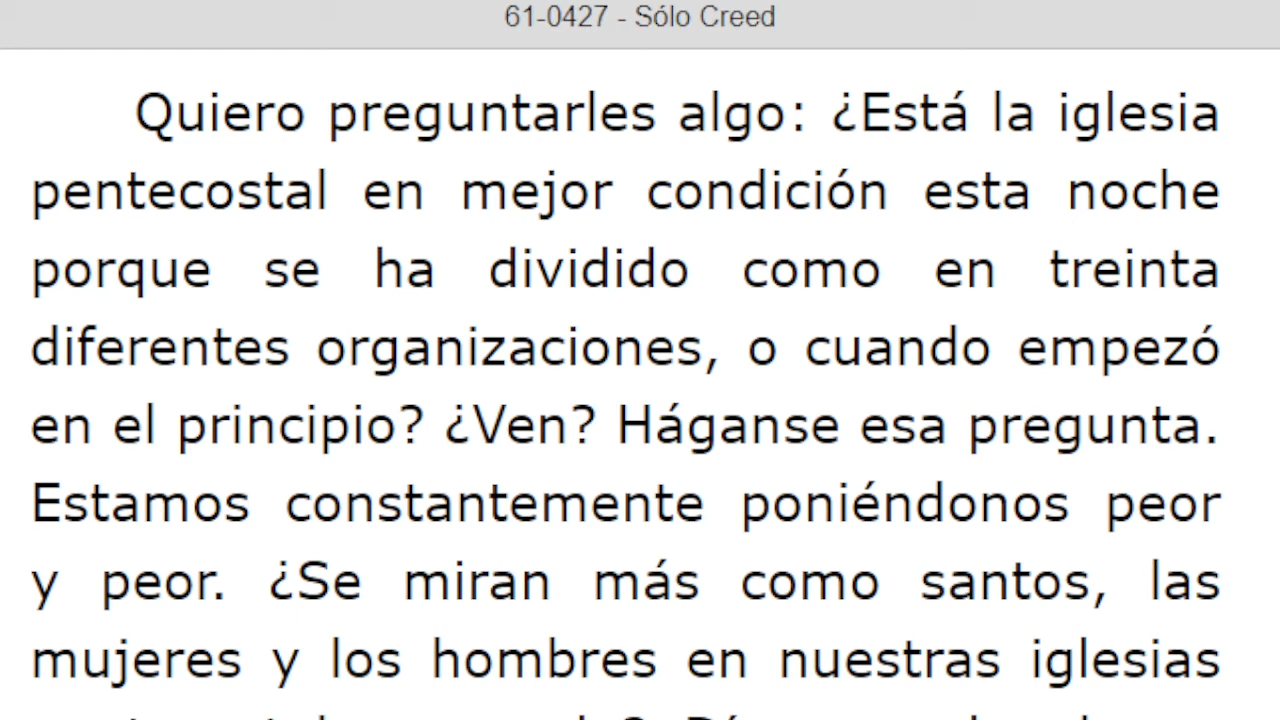 61-0427 - Sólo Creed
Quiero preguntarles algo: ¿Está la iglesia
pentecostal en mejor condición esta noche
porque se ha dividido como en treinta
diferentes organizaciones, o cuando empezó
en el principio? ¿Ven? Háganse esa pregunta.
Estamos constantemente poniéndonos peor
y peor. ¿Se miran más como santos, las
mujeres y los hombres en nuestras iglesias